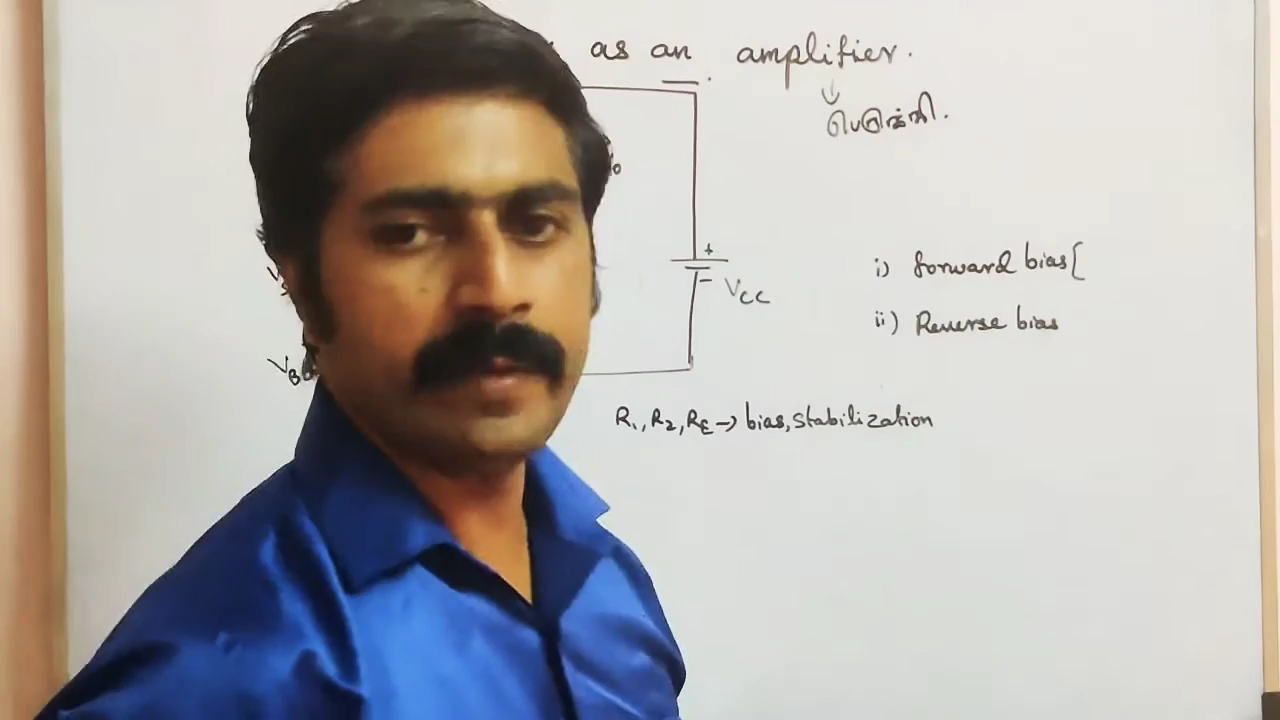 as an amplifier.
பெருக்கி.
+
- VCC
i) forward bias[
ii) Reverse bias
R1, R2, RE → bias, stabilization